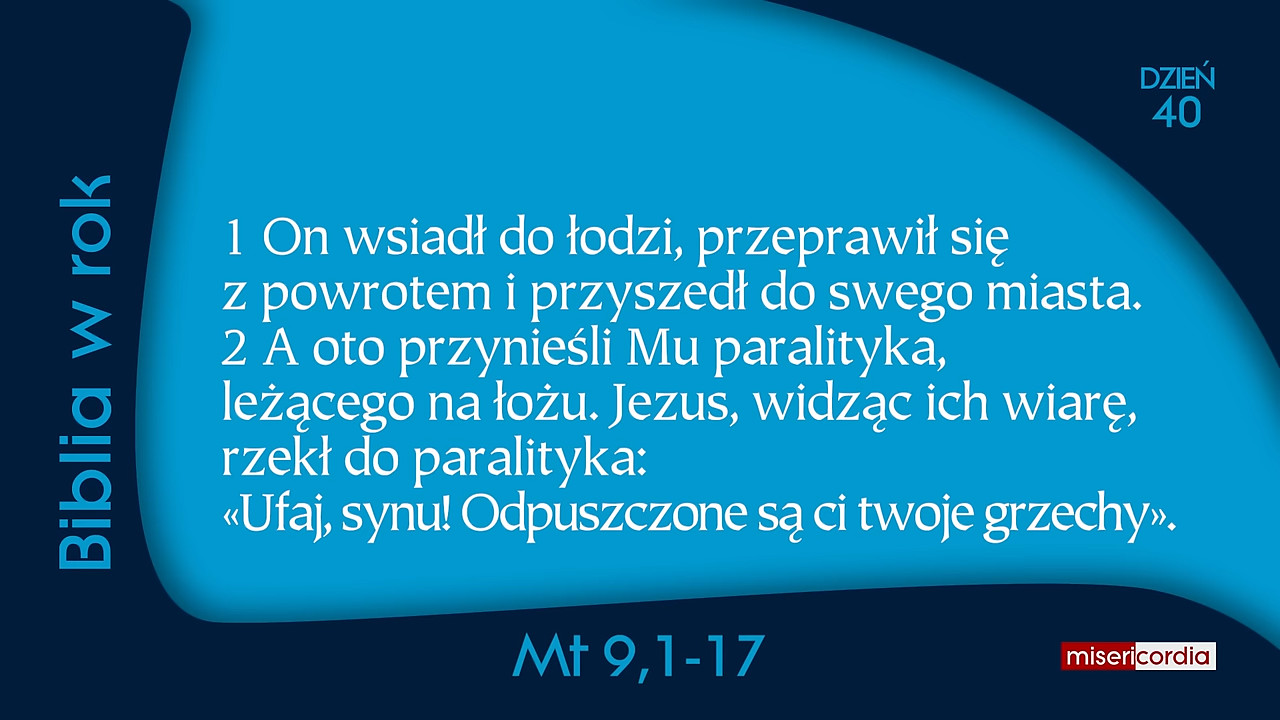 DZIEŃ
40
Biblia w rok
1 On wsiadł do łodzi, przeprawił się
z powrotem i przyszedł do swego miasta.
2 A oto przynieśli Mu paralityka,
leżącego na łożu. Jezus, widząc ich wiarę,
rzekł do paralityka:
«Ufaj, synu! Odpuszczone są ci twoje grzechy».
Mt 9,1-17
misericordia